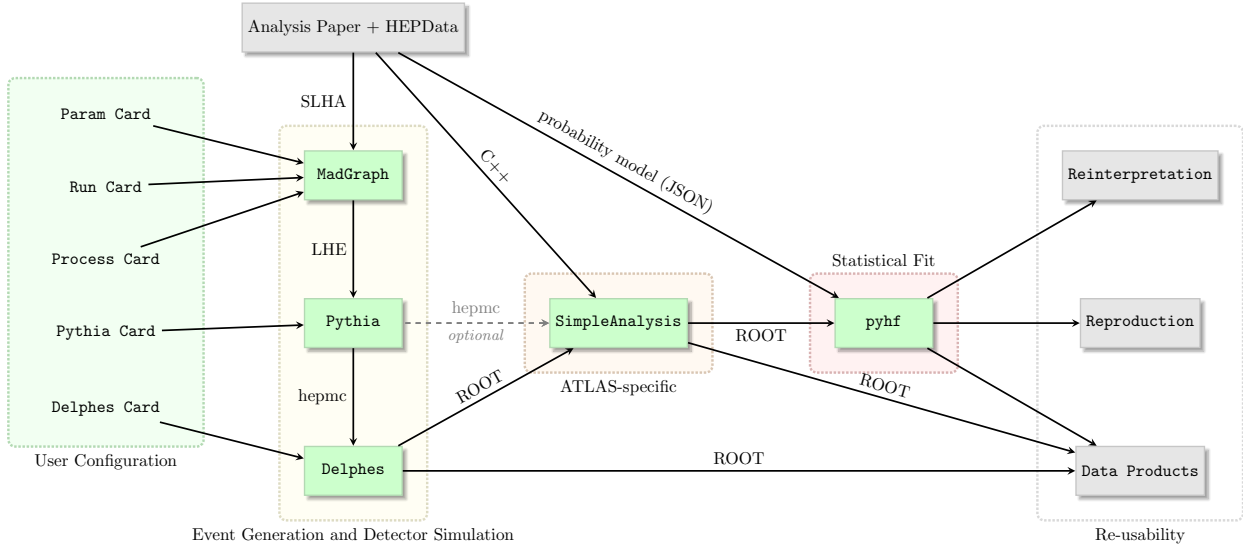 Analysis Paper + HEPData
SLHA
C++
probability model (JSON)
Param Card
Run Card
Process Card
Pythia Card
Delphes Card
User Configuration
MadGraph
LHE
Pythia
hepmc
Delphes
Event Generation and Detector Simulation
hepmc
optional
ROOT
SimpleAnalysis
ATLAS-specific
ROOT
ROOT
ROOT
Statistical Fit
pyhf
Reinterpretation
Reproduction
Data Products
Re-usability